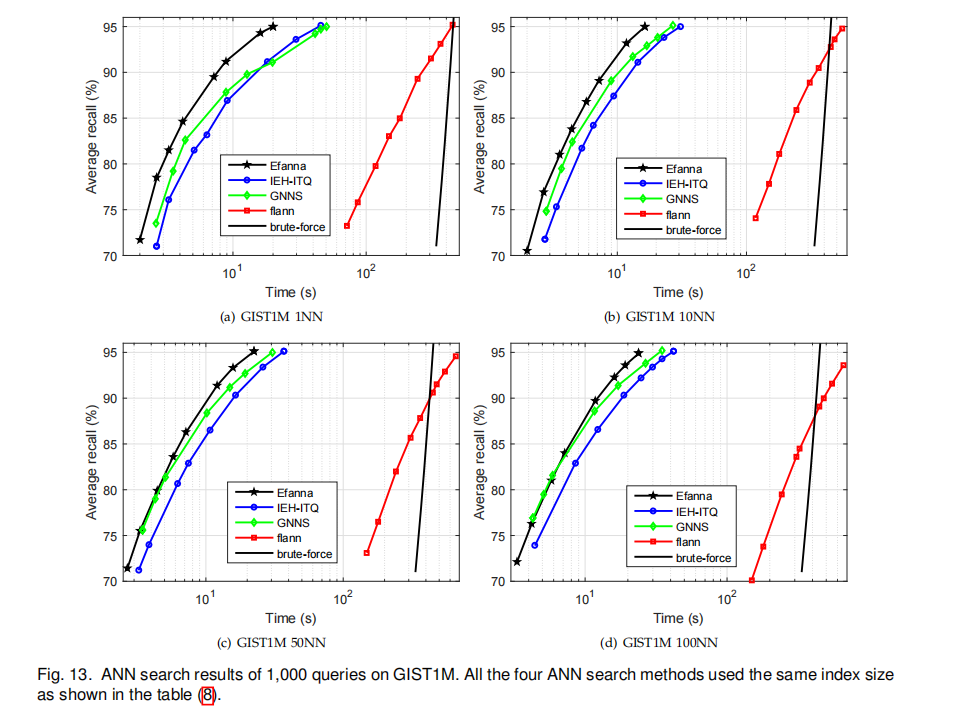 95
90
85
80
75
70
Average recall (%)
Efanna
IEH-ITQ
GNNS
flann
brute-force
10^1
10^2
Time (s)
(a) GIST1M 1NN
95
90
85
80
75
70
Average recall (%)
Efanna
IEH-ITQ
GNNS
flann
brute-force
10^1
10^2
Time (s)
(b) GIST1M 10NN
95
90
85
80
75
70
Average recall (%)
Efanna
IEH-ITQ
GNNS
flann
brute-force
10^1
10^2
Time (s)
(c) GIST1M 50NN
95
90
85
80
75
70
Average recall (%)
Efanna
IEH-ITQ
GNNS
flann
brute-force
10^1
10^2
Time (s)
(d) GIST1M 100NN
Fig. 13. ANN search results of 1,000 queries on GIST1M. All the four ANN search methods used the same index size
as shown in the table (8).